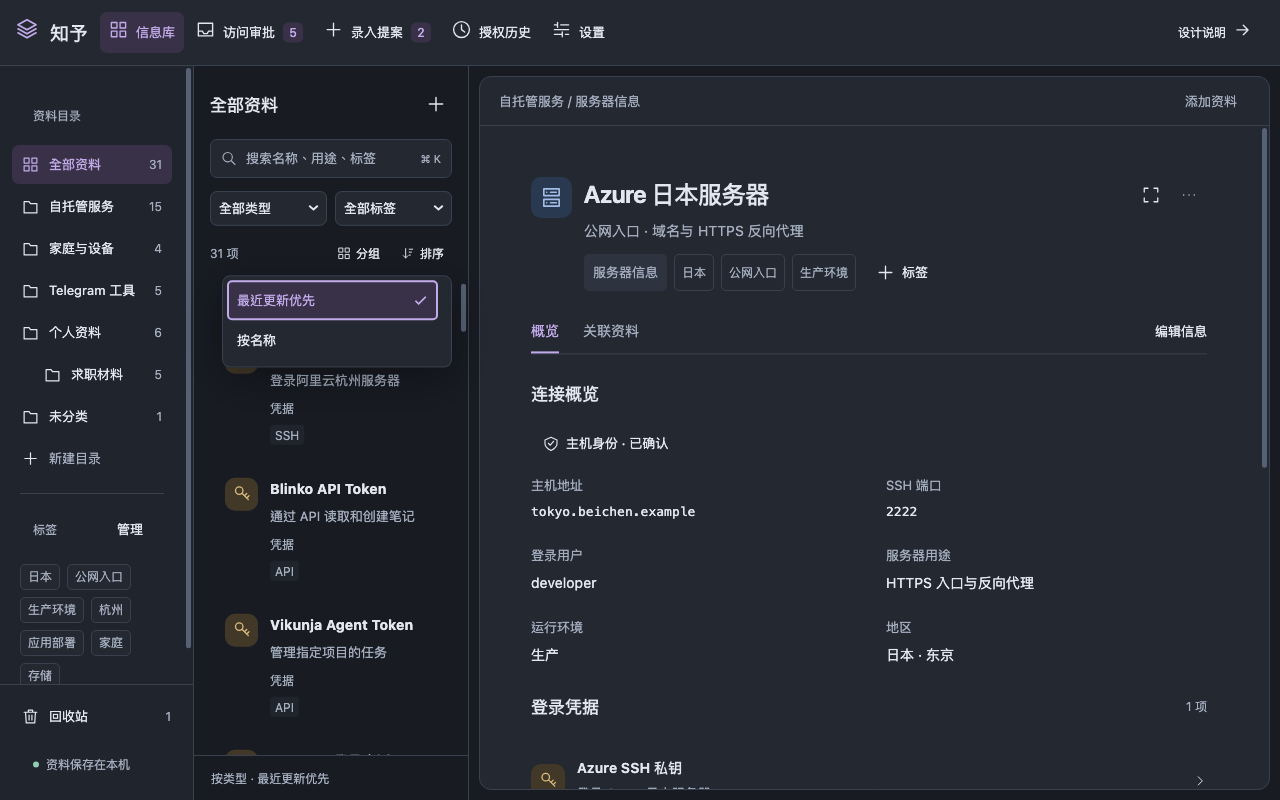 知予
信息库
访问审批 5
录入提案 2
授权历史
设置
设计说明
资料目录
全部资料 31
自托管服务 15
家庭与设备 4
Telegram 工具 5
个人资料 6
求职材料 5
未分类 1
新建目录
标签 管理
日本 公网入口
生产环境 杭州
应用部署 家庭
存储
回收站 1
资料保存在本机
全部资料
搜索名称、用途、标签 ⌘ K
全部类型 全部标签
31 项 分组 排序
最近更新优先
按名称
登录阿里云杭州服务器
凭据
SSH
Blinko API Token
通过 API 读取和创建笔记
凭据
API
Vikunja Agent Token
管理指定项目的任务
凭据
API
按类型 · 最近更新优先
自托管服务 / 服务器信息 添加资料
Azure 日本服务器
公网入口 · 域名与 HTTPS 反向代理
服务器信息 日本 公网入口 生产环境 标签
概览 关联资料 编辑信息
连接概览
主机身份 · 已确认
主机地址 SSH 端口
tokyo.beichen.example 2222
登录用户 服务器用途
developer HTTPS 入口与反向代理
运行环境 地区
生产 日本 · 东京
登录凭据 1 项
Azure SSH 私钥